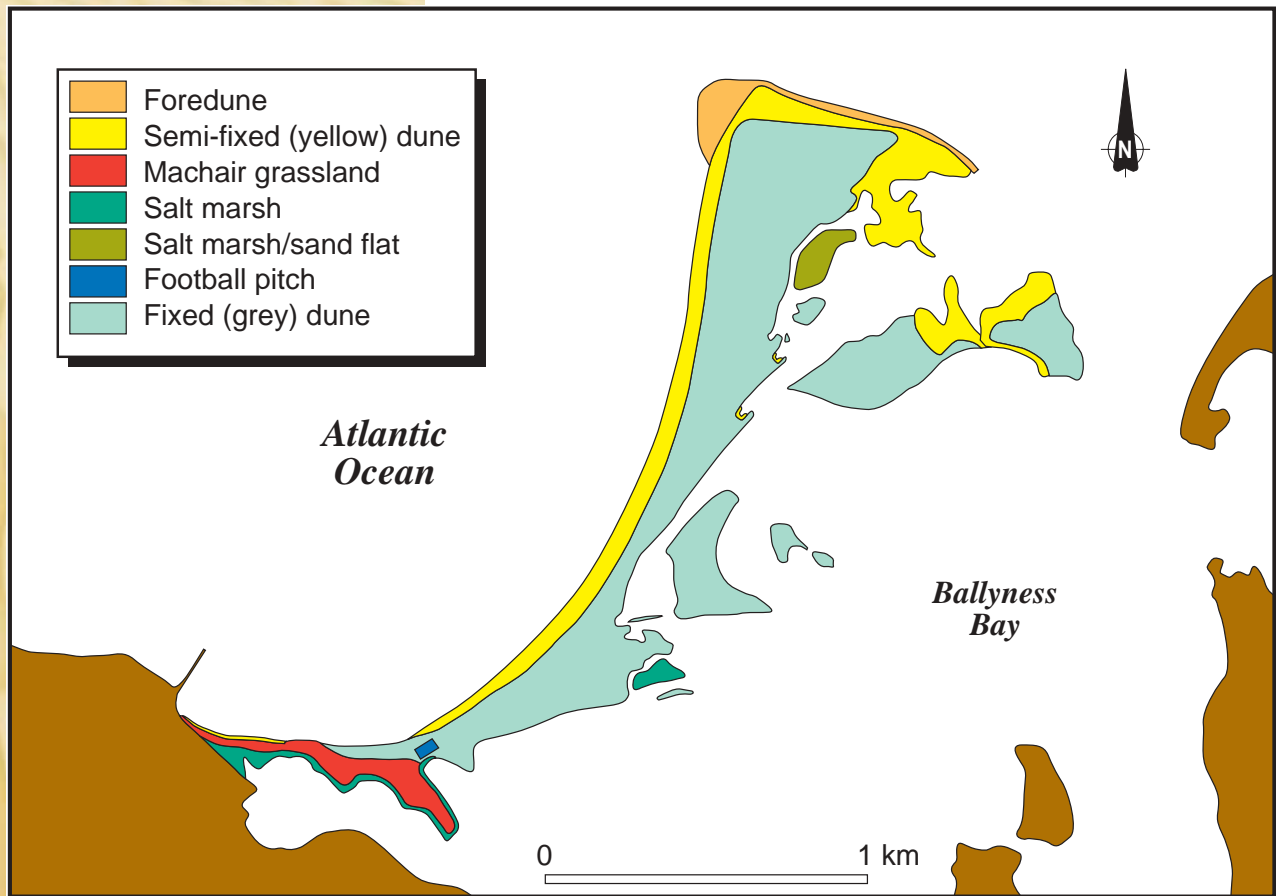 Foredune
Semi-fixed (yellow) dune
Machair grassland
Salt marsh
Salt marsh/sand flat
Football pitch
Fixed (grey) dune
N
Atlantic
Ocean
Ballyness
Bay
0 1 km